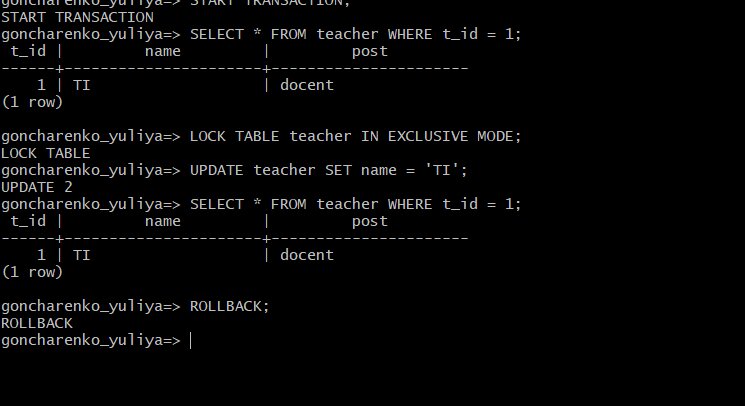 goncharenko_yuliya=> START TRANSACTION;
START TRANSACTION
goncharenko_yuliya=> SELECT * FROM teacher WHERE t_id = 1;
 t_id |         name         |         post
------+----------------------+----------------------
    1 | TI                   | docent
(1 row)
goncharenko_yuliya=> LOCK TABLE teacher IN EXCLUSIVE MODE;
LOCK TABLE
goncharenko_yuliya=> UPDATE teacher SET name = 'TI';
UPDATE 2
goncharenko_yuliya=> SELECT * FROM teacher WHERE t_id = 1;
 t_id |         name         |         post
------+----------------------+----------------------
    1 | TI                   | docent
(1 row)
goncharenko_yuliya=> ROLLBACK;
ROLLBACK
goncharenko_yuliya=>